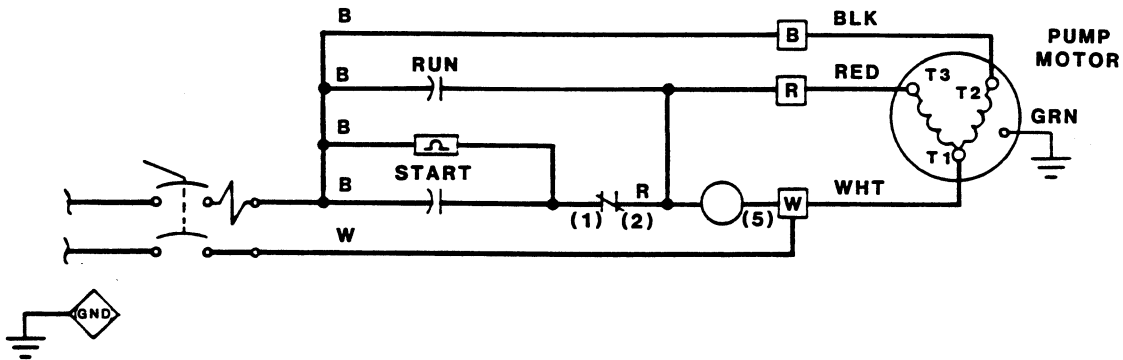 B
BLK
PUMP
MOTOR
B
B
RUN
R
RED
T3
T2
GRN
B
T1
START
B
R
W
WHT
(1)
(2)
(5)
W
GND